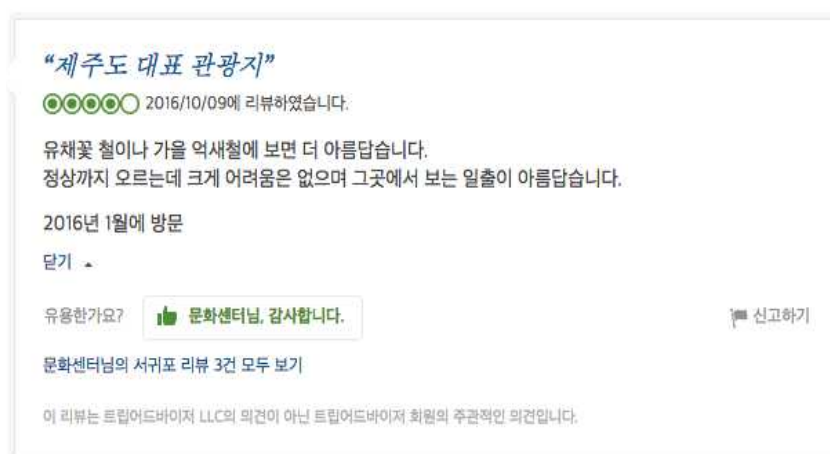 “제주도 대표 관광지”
2016/10/09에 리뷰하였습니다.
유채꽃 철이나 가을 억새철에 보면 더 아름답습니다.
정상까지 오르는데 크게 어려움은 없으며 그곳에서 보는 일출이 아름답습니다.
2016년 1월에 방문
닫기
유용한가요? 문화센터님, 감사합니다. 신고하기
문화센터님의 서귀포 리뷰 3건 모두 보기
이 리뷰는 트립어드바이저 LLC의 의견이 아닌 트립어드바이저 회원의 주관적인 의견입니다.